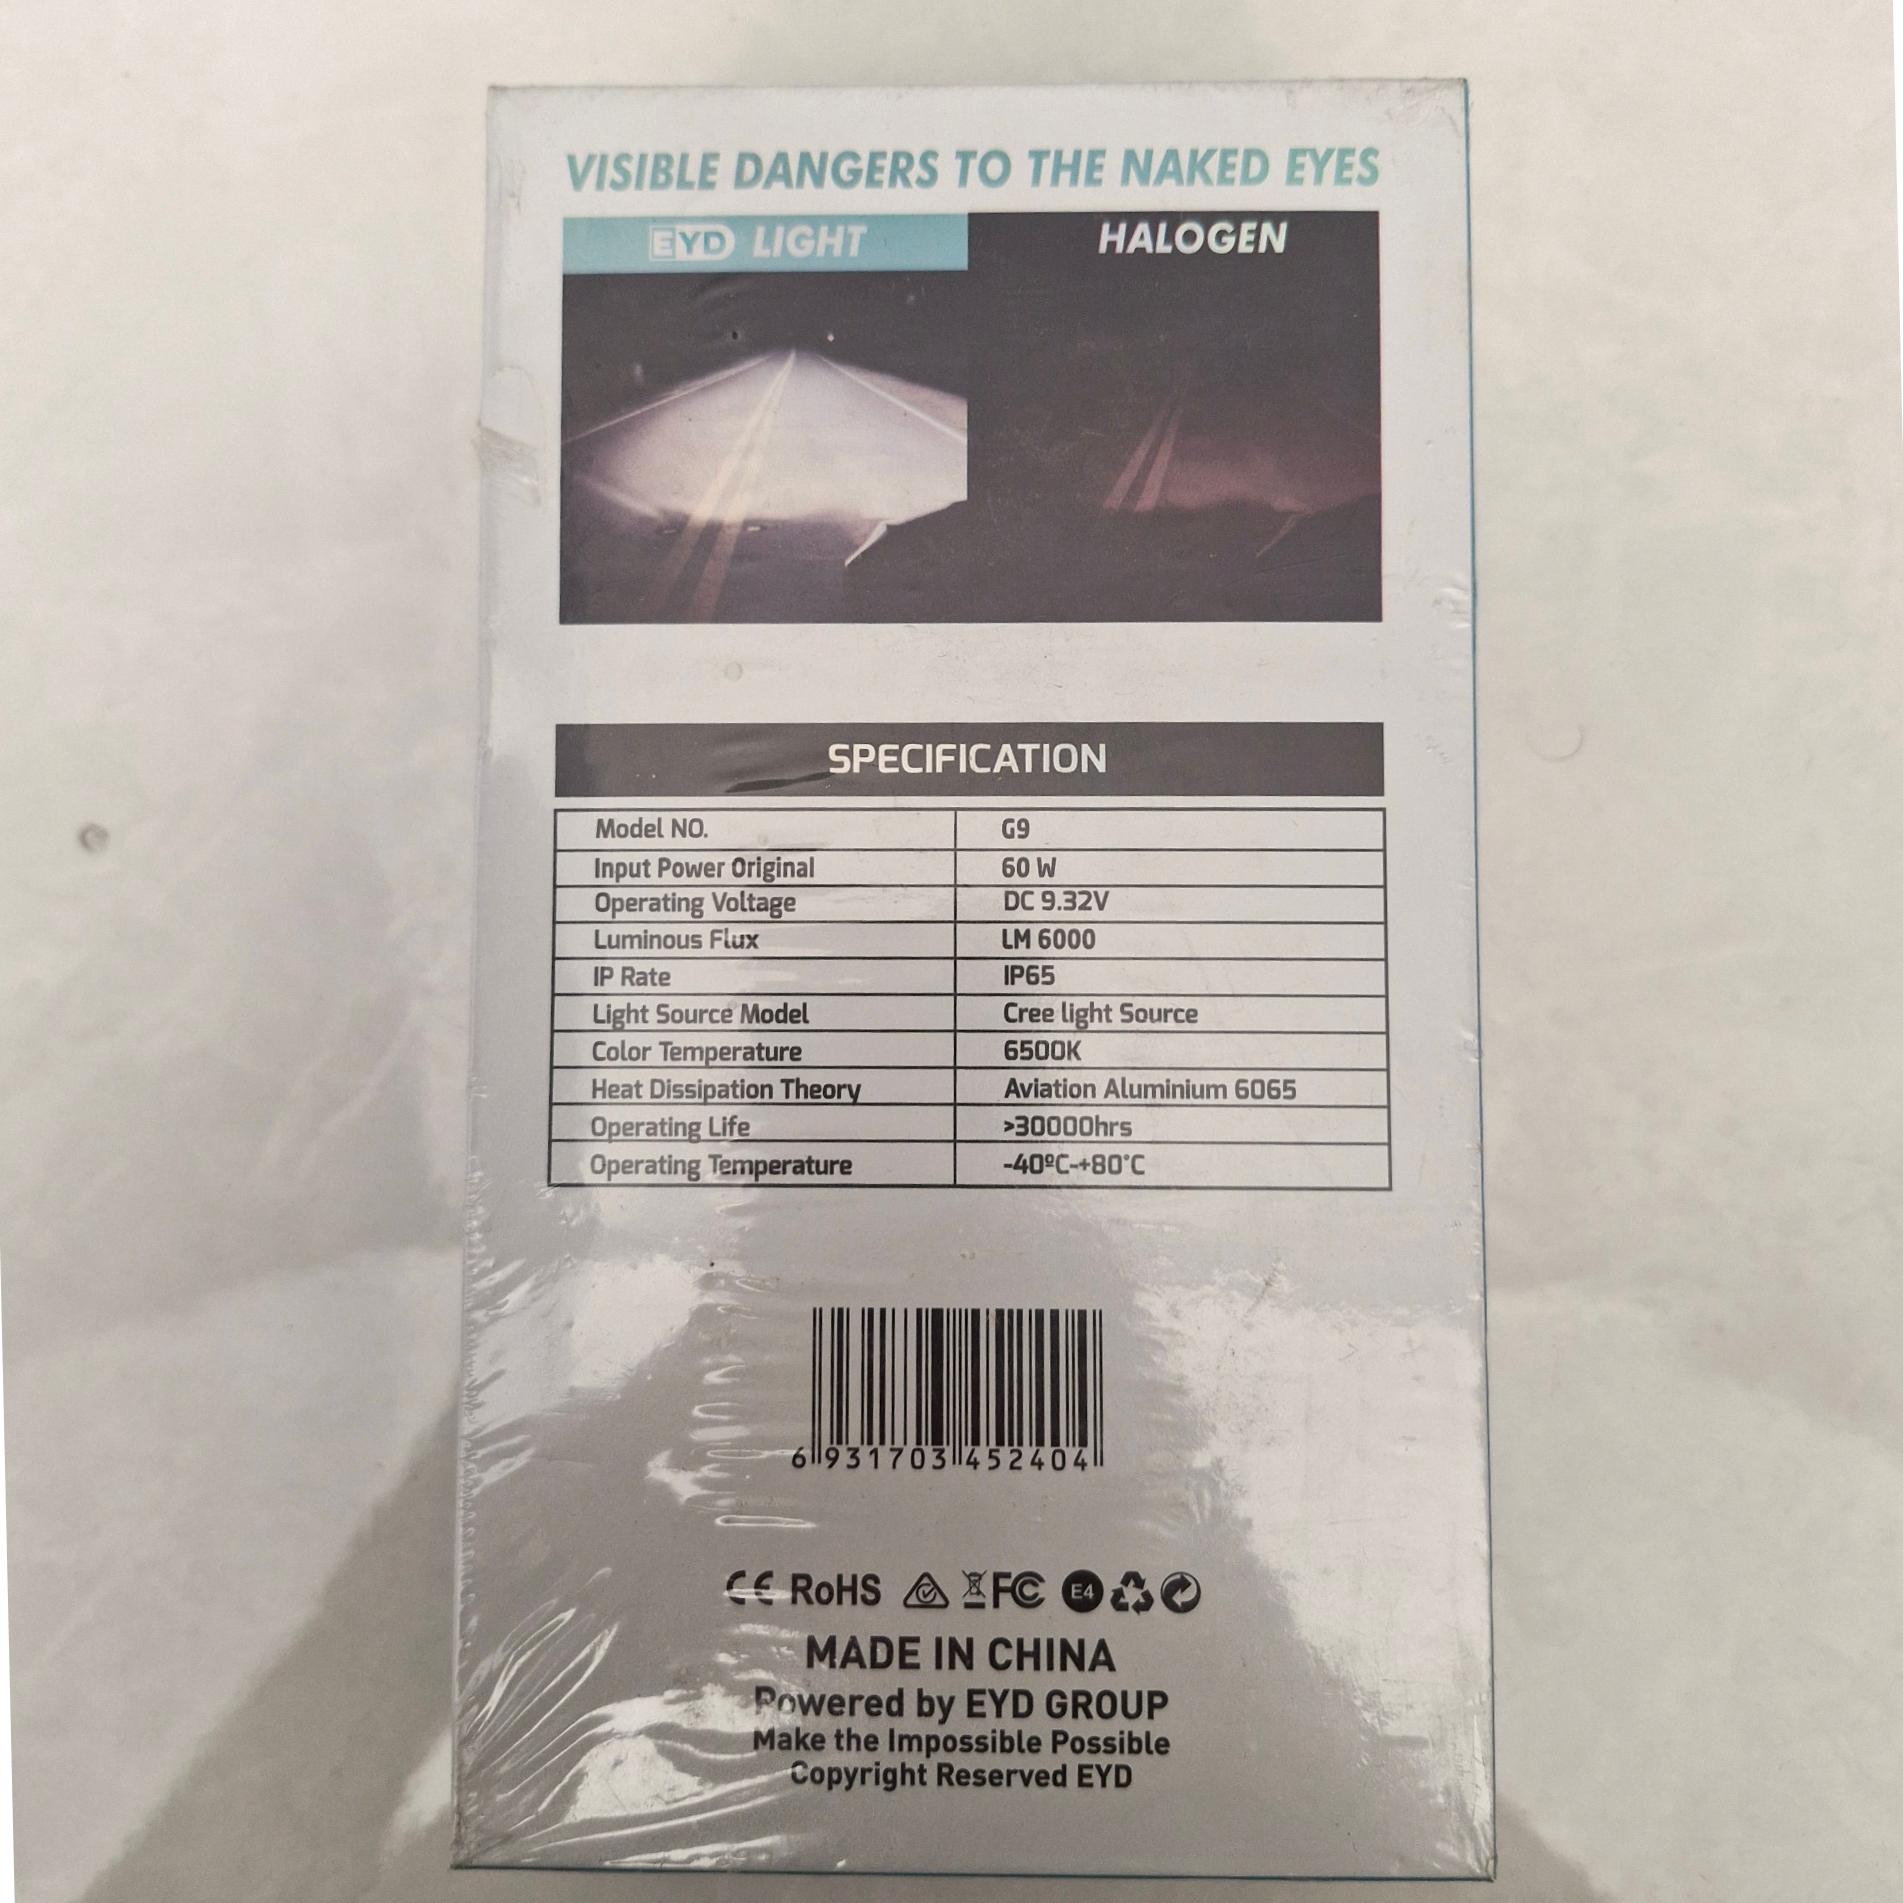 VISIBLE DANGERS TO THE NAKED EYES
EYD LIGHT
HALOGEN
SPECIFICATION
Model NO. G9
Input Power Original 60 W
Operating Voltage DC 9.32V
Luminous Flux LM 6000
IP Rate IP65
Light Source Model Cree light Source
Color Temperature 6500K
Heat Dissipation Theory Aviation Aluminium 6065
Operating Life >30000hrs
Operating Temperature -40ºC-+80°C
6 931703 452404
CE RoHS FC E4
MADE IN CHINA
Powered by EYD GROUP
Make the Impossible Possible
Copyright Reserved EYD